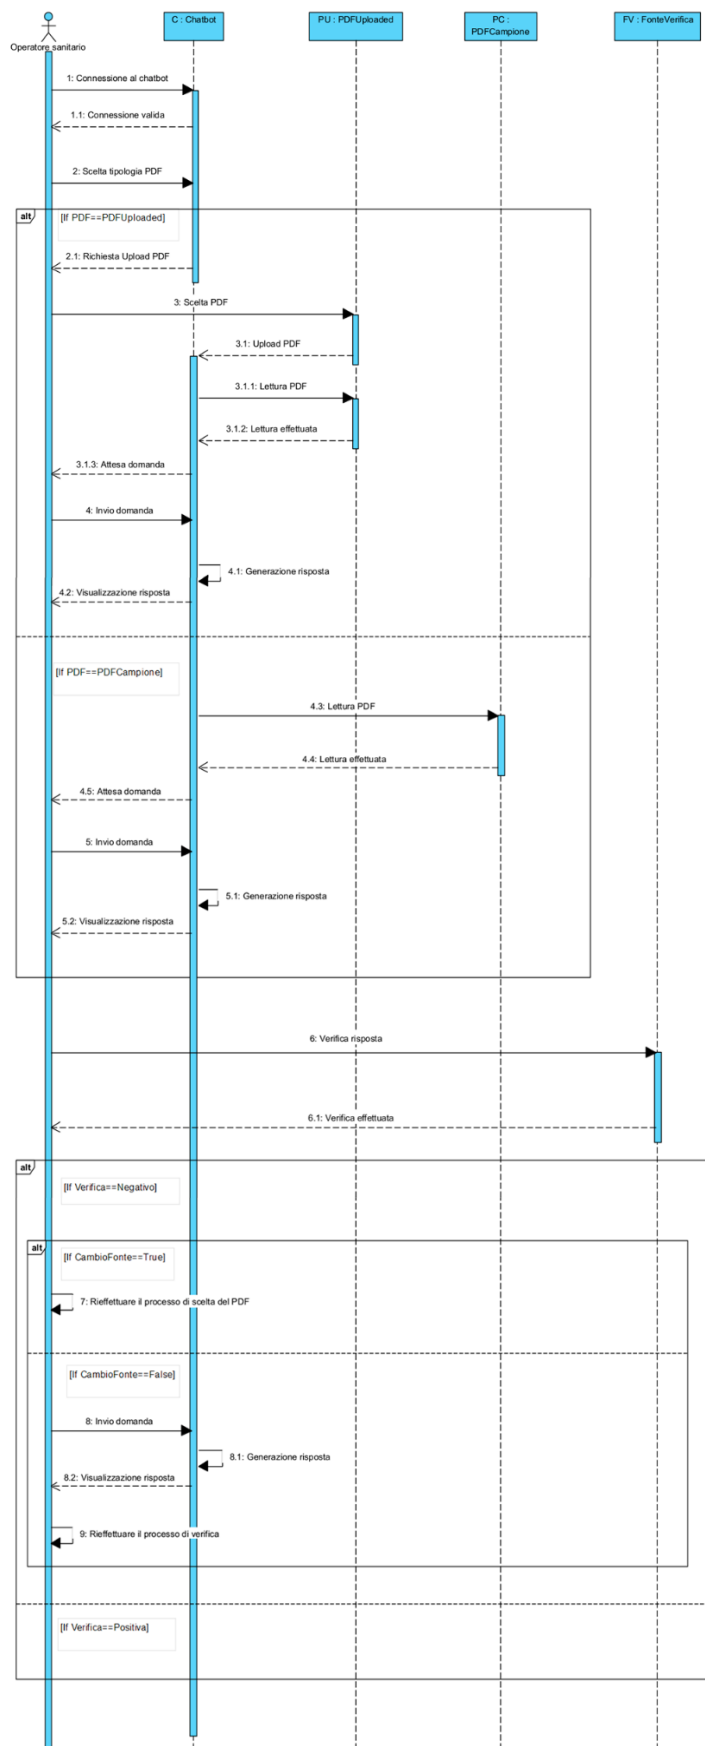 C : Chatbot
PU : PDFUploaded
PC :
PDFCampione
FV : FonteVerifica
Operatore sanitario
1: Connessione al chatbot
1.1: Connessione valida
2: Scelta tipologia PDF
alt
[If PDF==PDFUploaded]
2.1: Richiesta Upload PDF
3: Scelta PDF
3.1: Upload PDF
3.1.1: Lettura PDF
3.1.2: Lettura effettuata
3.1.3: Attesa domanda
4: Invio domanda
4.1: Generazione risposta
4.2: Visualizzazione risposta
[If PDF==PDFCampione]
4.3: Lettura PDF
4.4: Lettura effettuata
4.5: Attesa domanda
5: Invio domanda
5.1: Generazione risposta
5.2: Visualizzazione risposta
6: Verifica risposta
6.1: Verifica effettuata
alt
[If Verifica==Negativo]
alt
[If CambioFonte==True]
7: Rieffettuare il processo di scelta del PDF
[If CambioFonte==False]
8: Invio domanda
8.1: Generazione risposta
8.2: Visualizzazione risposta
9: Rieffettuare il processo di verifica
[If Verifica==Positiva]